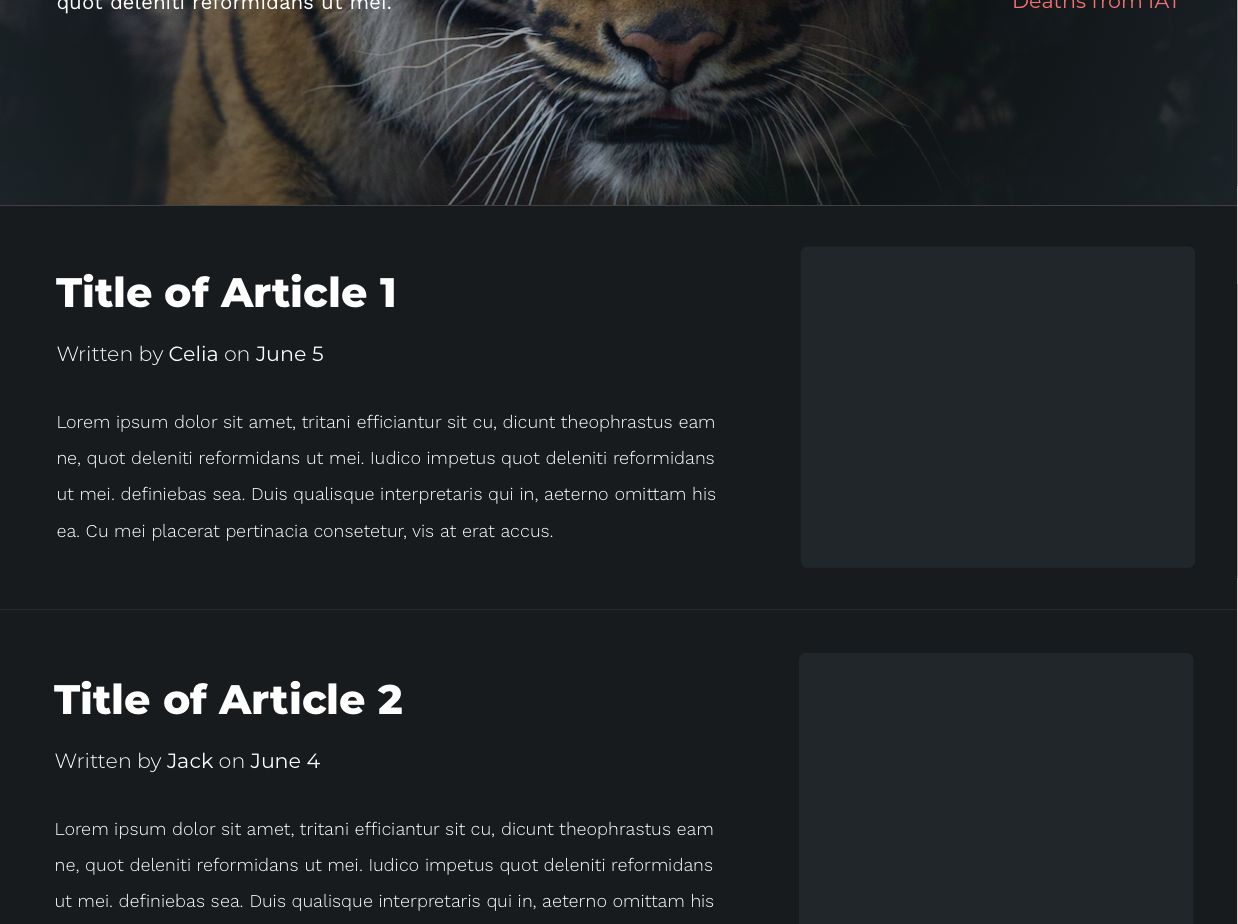 quot deleniti reformidans ut mei.
Deaths from IAT
Title of Article 1
Written by Celia on June 5
Lorem ipsum dolor sit amet, tritani efficiantur sit cu, dicunt theophrastus eam
ne, quot deleniti reformidans ut mei. Iudico impetus quot deleniti reformidans
ut mei. definiebas sea. Duis qualisque interpretaris qui in, aeterno omittam his
ea. Cu mei placerat pertinacia consetetur, vis at erat accus.
Title of Article 2
Written by Jack on June 4
Lorem ipsum dolor sit amet, tritani efficiantur sit cu, dicunt theophrastus eam
ne, quot deleniti reformidans ut mei. Iudico impetus quot deleniti reformidans
ut mei. definiebas sea. Duis qualisque interpretaris qui in, aeterno omittam his